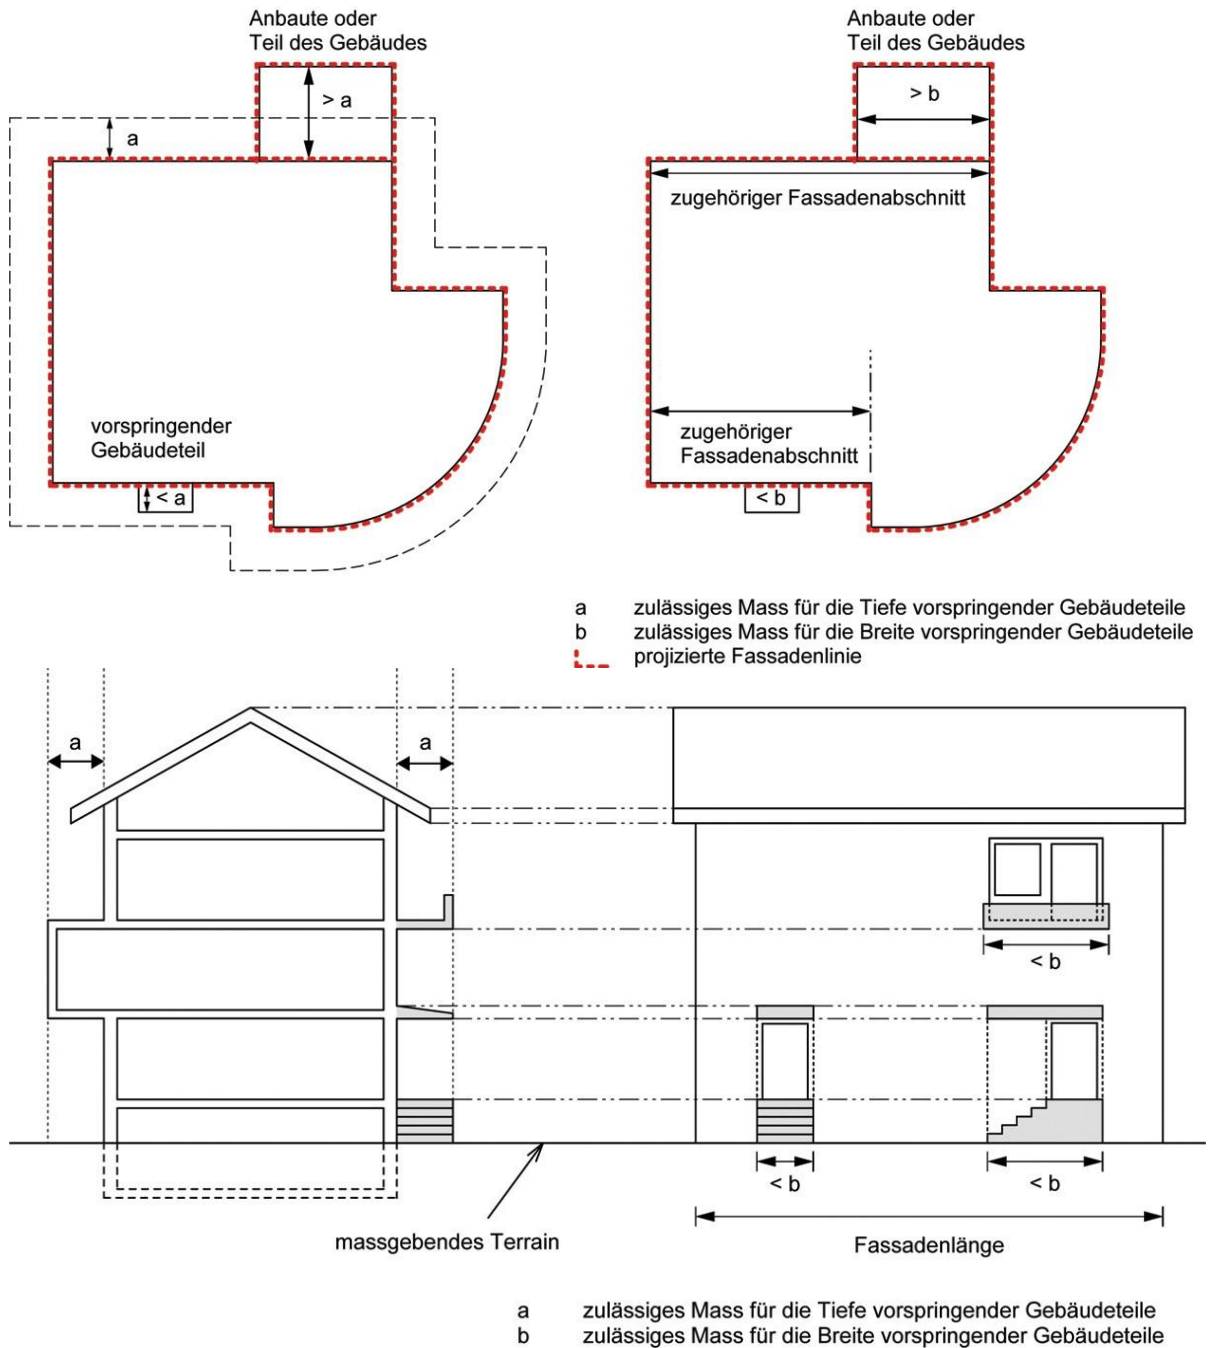 Anbaute oder
Teil des Gebäudes
> a
a
vorspringender
Gebäudeteil
< a
Anbaute oder
Teil des Gebäudes
> b
zugehöriger Fassadenabschnitt
zugehöriger
Fassadenabschnitt
< b
a zulässiges Mass für die Tiefe vorspringender Gebäudeteile
b zulässiges Mass für die Breite vorspringender Gebäudeteile
projizierte Fassadenlinie
a
a
< b
< b
< b
massgebendes Terrain
Fassadenlänge
a zulässiges Mass für die Tiefe vorspringender Gebäudeteile
b zulässiges Mass für die Breite vorspringender Gebäudeteile